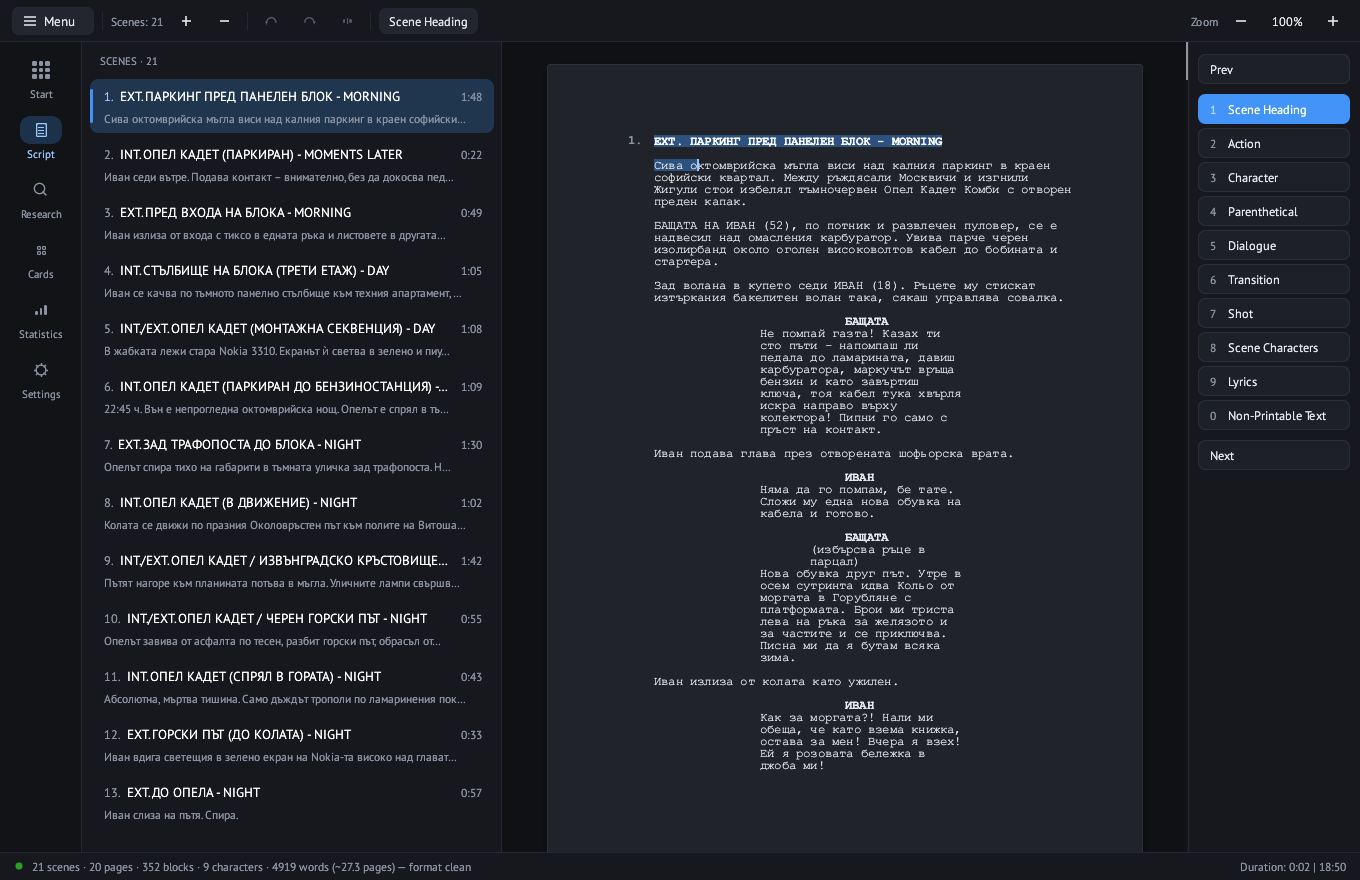 Menu
Scenes: 21
Scene Heading
Zoom
100%
Start
Script
Research
Cards
Statistics
Settings
SCENES · 21
1. EXT.ПАРКИНГ ПРЕД ПАНЕЛЕН БЛОК - MORNING 1:48
Сива октомврийска мъгла виси над калния паркинг в краен софийски...
2. INT.ОПЕЛ КАДЕТ (ПАРКИРАН) - MOMENTS LATER 0:22
Иван седи вътре. Подава контакт – внимателно, без да докосва пед...
3. EXT.ПРЕД ВХОДА НА БЛОКА - MORNING 0:49
Иван излиза от входа с тиксо в едната ръка и листовете в другата...
4. INT.СТЪЛБИЩЕ НА БЛОКА (ТРЕТИ ЕТАЖ) - DAY 1:05
Иван се качва по тъмното панелно стълбище към техния апартамент, ...
5. INT/EXT.ОПЕЛ КАДЕТ (МОНТАЖНА СЕКВЕНЦИЯ) - DAY 1:08
В жабката лежи стара Nokia 3310. Екранът ѝ светва в зелено и пиу...
6. INT.ОПЕЛ КАДЕТ (ПАРКИРАН ДО БЕНЗИНОСТАНЦИЯ) -... 1:09
22:45 ч. Вън е непрогледна октомврийска нощ. Опелът е спрял в тъ...
7. EXT.ЗАД ТРАФОПОСТА ДО БЛОКА - NIGHT 1:30
Опелът спира тихо на габарити в тъмната уличка зад трафопоста. Н...
8. INT.ОПЕЛ КАДЕТ (В ДВИЖЕНИЕ) - NIGHT 1:02
Колата се движи по празния Околовръстен път към полите на Витоша...
9. INT/EXT.ОПЕЛ КАДЕТ / ИЗВЪНГРАДСКО КРЪСТОВИЩЕ... 1:42
Пътят нагоре към планината потъва в мъгла. Уличните лампи свършв...
10. INT/EXT.ОПЕЛ КАДЕТ / ЧЕРЕН ГОРСКИ ПЪТ - NIGHT 0:55
Опелът завива от асфалта по тесен, разбит горски път, обрасъл от...
11. INT.ОПЕЛ КАДЕТ (СПРЯЛ В ГОРАТА) - NIGHT 0:43
Абсолютна, мъртва тишина. Само дъждът трополи по ламаринения пок...
12. EXT.ГОРСКИ ПЪТ (ДО КОЛАТА) - NIGHT 0:33
Иван вдига светещия в зелено екран на Nokia-та високо над глават...
13. EXT.ДО ОПЕЛА - NIGHT 0:57
Иван слиза на пътя. Спира.
1. EXT. ПАРКИНГ ПРЕД ПАНЕЛЕН БЛОК - MORNING
Сива октомврийска мъгла виси над калния паркинг в краен
софийски квартал. Между ръждясали Москвичи и изгнили
Жигули стои избелял тъмночервен Опел Кадет Комби с отворен
преден капак.
БАЩАТА НА ИВАН (52), по потник и развлечен пуловер, се е
надвесил над омасления карбуратор. Увива парче черен
изолирбанд около оголен високоволтов кабел до бобината и
стартера.
Зад волана в купето седи ИВАН (18). Ръцете му стискат
изтъркания бакелитен волан така, сякаш управлява совалка.
БАЩАТА
Не помпай газта! Казах ти
сто пъти – напомпаш ли
педала до ламарината, давиш
карбуратора, маркучът връща
бензин и като завъртиш
ключа, тоя кабел тука хвърля
искра направо върху
колектора! Пипни го само с
пръст на контакт.
Иван подава глава през отворената шофьорска врата.
ИВАН
Няма да го помпам, бе тате.
Сложи му една нова обувка на
кабела и готово.
БАЩАТА
(избърсва ръце в
парцал)
Нова обувка друг път. Утре в
осем сутринта идва Кольо от
моргата в Горубляне с
платформата. Брои ми триста
лева на ръка за желязото и
за частите и се приключва.
Писна ми да я бутам всяка
зима.
Иван излиза от колата като ужилен.
ИВАН
Как за моргата?! Нали ми
обеща, че като взема книжка,
остава за мен! Вчера я взех!
Ей я розовата бележка в
джоба ми!
Prev
1 Scene Heading
2 Action
3 Character
4 Parenthetical
5 Dialogue
6 Transition
7 Shot
8 Scene Characters
9 Lyrics
0 Non-Printable Text
Next
21 scenes · 20 pages · 352 blocks · 9 characters · 4919 words (~27.3 pages) — format clean
Duration: 0:02 | 18:50